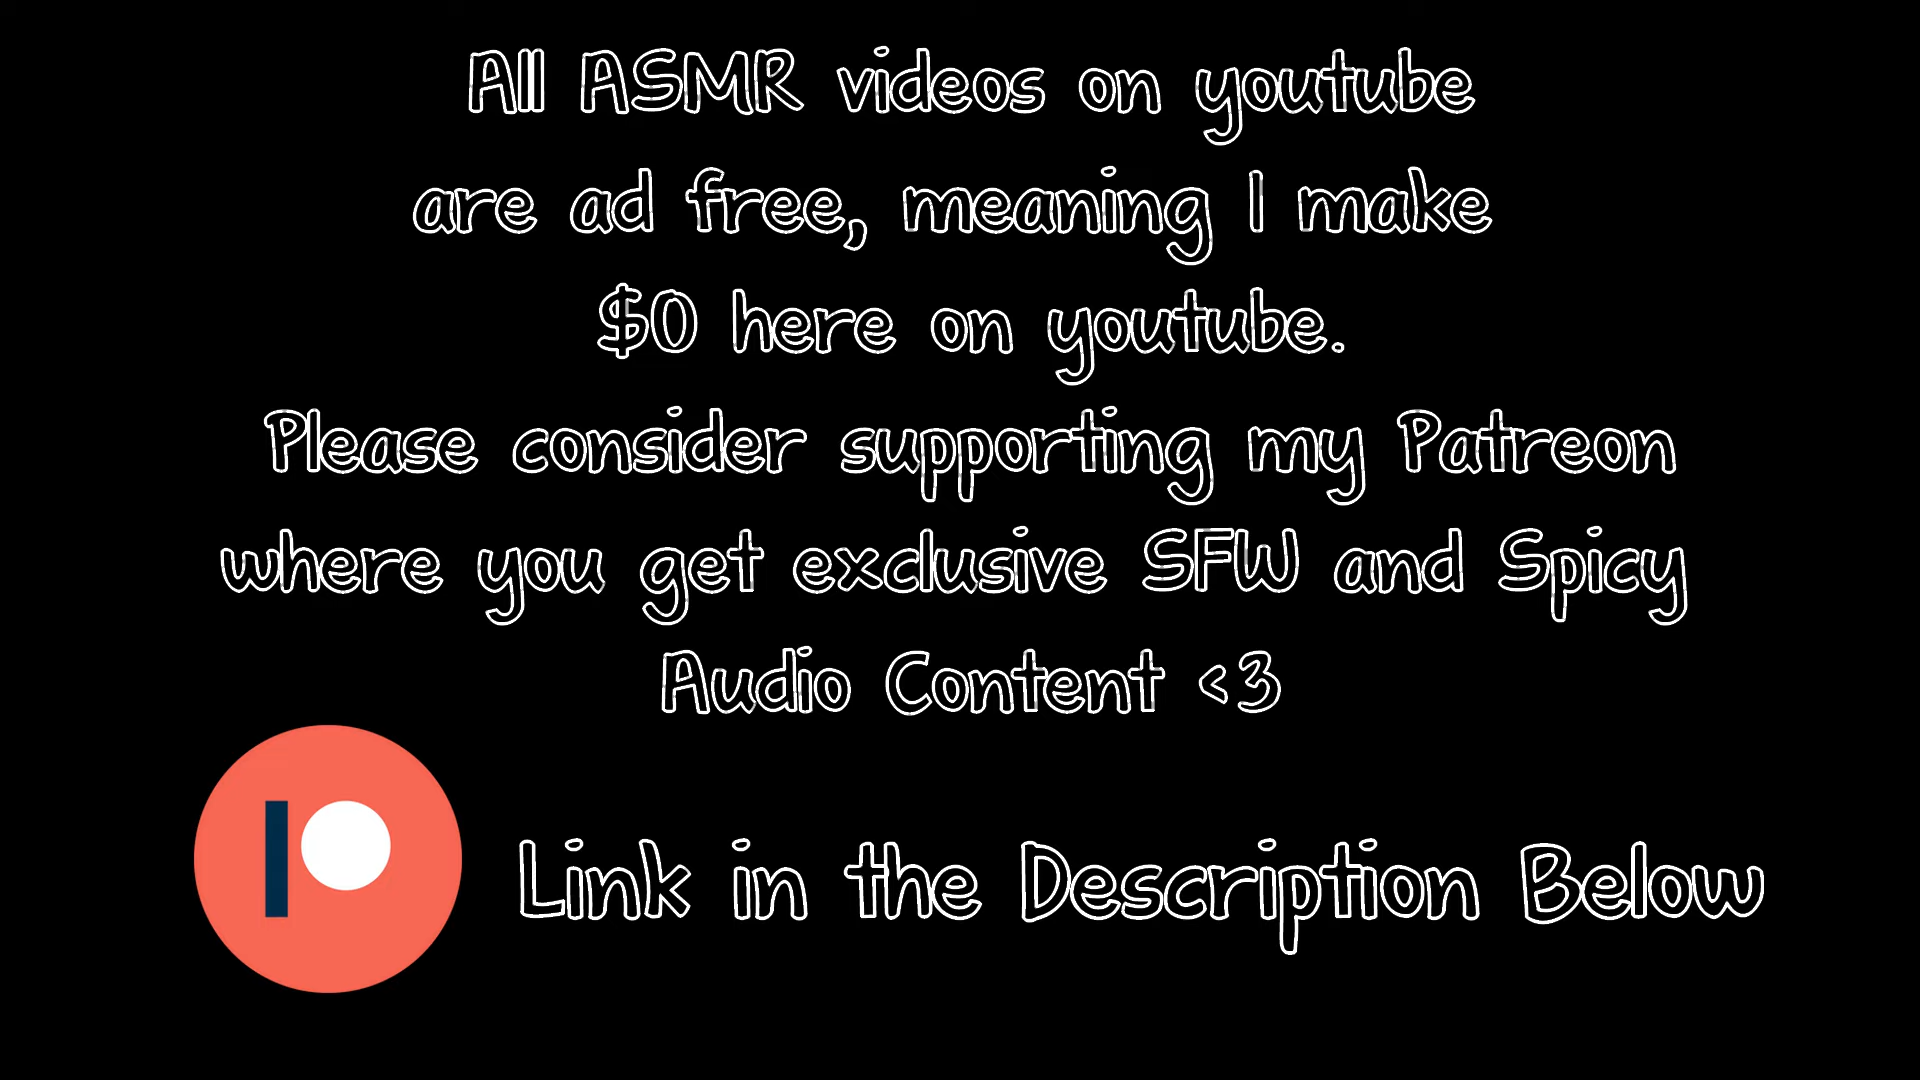 All ASMR videos on youtube
are ad free, meaning I make
$0 here on youtube.
Please consider supporting my Patreon
where you get exclusive SFW and Spicy
Audio Content <3
Link in the Description Below